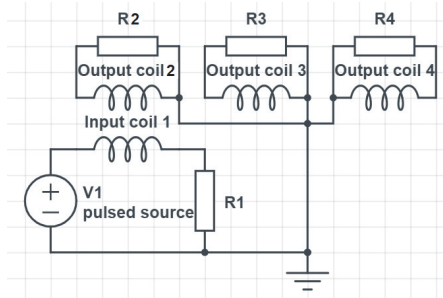 R2
R3
R4
Output coil 2
Output coil 3
Output coil 4
Input coil 1
V1
pulsed source
R1